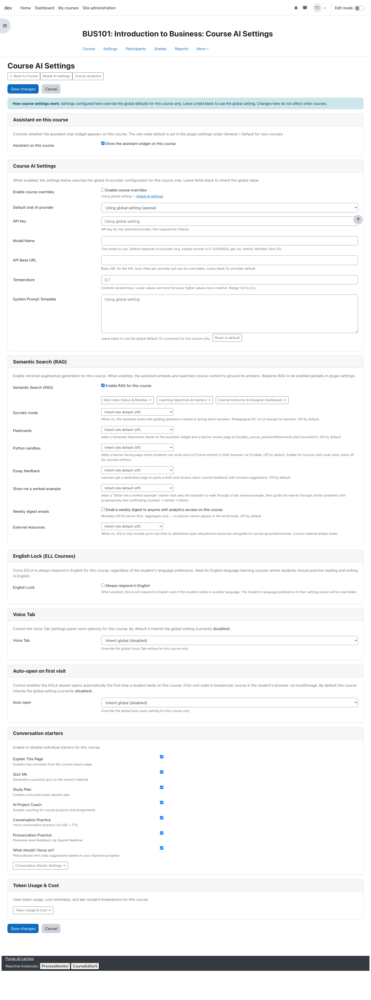 dev Home Dashboard My courses Site administration TC Edit mode
BUS101: Introduction to Business: Course AI Settings
Course Settings Participants Grades Reports More
Course AI Settings
← Back to Course Global AI settings Course Analytics
Save changes Cancel
How course settings work: Settings configured here override the global defaults for this course only. Leave a field blank to use the global setting. Changes here do not affect other courses.
Assistant on this course
Controls whether the assistant chat widget appears on this course. The site-wide default is set in the plugin settings under General > Default for new courses.
Assistant on this course Show the assistant widget on this course
Course AI Settings
When enabled, the settings below override the global AI provider configuration for this course only. Leave fields blank to inherit the global value.
Enable course overrides Enable course overrides
Using global setting — Global AI settings
Default chat AI provider Using global setting (openai)
API Key Using global setting
?
API key for the selected provider. Not required for Ollama.
Model Name
The model to use. Default depends on provider (e.g. claude-sonnet-4-5-20250929, gpt-4o, llama3, MiniMax-Text-01).
API Base URL
Base URL for the API. Auto-filled per provider but can be overridden. Leave blank for provider default.
Temperature 0.7
Controls randomness. Lower values are more focused, higher values more creative. Range: 0.0 to 2.0.
System Prompt Template Using global setting
Leave blank to use the global default. Or customize for this course only. Reset to default
Semantic Search (RAG)
Enable retrieval-augmented generation for this course. When enabled, the assistant embeds and searches course content to ground its answers. Requires RAG to be enabled globally in plugin settings.
Semantic Search (RAG) Enable RAG for this course
RAG Index Status & Reindex → Learning objectives & mastery → Course Instructor & Designer Dashboard →
Socratic mode Inherit site default (off)
When on, the assistant leads with guiding questions instead of giving direct answers. Pedagogical lift; no UI change for learners. Off by default.
Flashcards Inherit site default (off)
Adds a Generate-flashcards starter to the assistant widget and a learner review page at /local/ai_course_assistant/flashcards.php?courseid=X. Off by default.
Python sandbox Inherit site default (off)
Adds a learner-facing page where students can write and run Python entirely in their browser via Pyodide. Off by default. Enable for courses with code work; leave off
for courses without.
Essay feedback Inherit site default (off)
Learners get a dedicated page to paste a draft and receive rubric-scored feedback with revision suggestions. Off by default.
Show me a worked example Inherit site default (off)
Adds a "Show me a worked example" starter that asks the assistant to walk through a fully solved example, then guide the learner through similar problems with
progressively less scaffolding (worked → partial → blank).
Weekly digest emails Email a weekly digest to anyone with analytics access on this course
Mondays 09:00 server time. Aggregate-only — no learner names appear in the email body. Off by default.
External resources Inherit site default (off)
When on, SOLA may include up to two links to allowlisted open educational resources alongside its course-grounded answer. Course material always leads.
English Lock (ELL Courses)
Force SOLA to always respond in English for this course, regardless of the student's language preference. Ideal for English language learning courses where students should practice reading and writing
in English.
English Lock Always respond in English
When enabled, SOLA will respond in English even if the student writes in another language. The student's language preference in their settings panel will be overridden.
Voice Tab
Control the Voice Tab (settings panel voice options) for this course. By default it inherits the global setting (currently disabled).
Voice Tab Inherit global (disabled)
Override the global Voice Tab setting for this course only.
Auto-open on first visit
Control whether the SOLA drawer opens automatically the first time a student lands on this course. First-visit state is tracked per course in the student's browser via localStorage. By default this course
inherits the global setting (currently disabled).
Auto-open Inherit global (disabled)
Override the global Auto-open setting for this course only.
Conversation starters
Enable or disable individual starters for this course.
Explain This Page
Explains key concepts from the current lesson page
Quiz Me
Generates a practice quiz on the current material
Study Plan
Creates a focused study session plan
AI Project Coach
Guided coaching for course projects and assignments
Conversation Practice
Voice conversation practice via SSE + TTS
Pronunciation Practice
Phoneme-level feedback via OpenAI Realtime
What should I focus on?
Personalized next-step suggestions based on your objective progress
Conversation Starter Settings →
Token Usage & Cost
View token usage, cost estimates, and per-student breakdowns for this course.
Token Usage & Cost →
Save changes Cancel
Purge all caches
Reactive instances: ProcessMonitor CourseEditor5